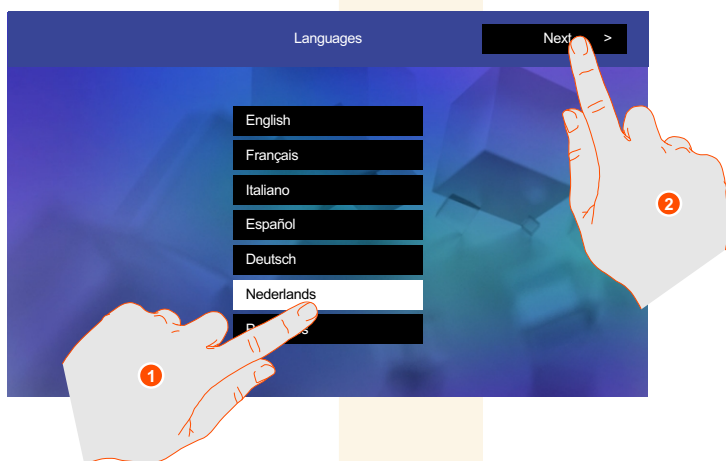 Languages
Next >
English
Français
Italiano
Español
Deutsch
Nederlands
2
1